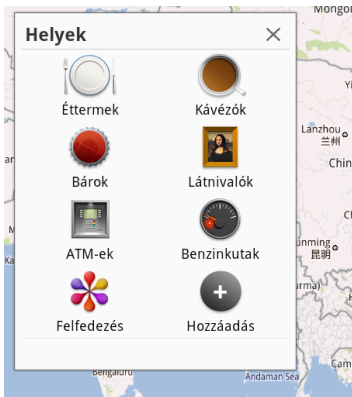 Mongol
Helyek
Éttermek
Kávézók
Lanzhou
兰州
Chin
Bárok
Látnivalók
ATM-ek
Benzinkutak
nming
昆明
rma)
Felfedezés
Hozzáadás
Bengaluru
Andaman Sea
Cam